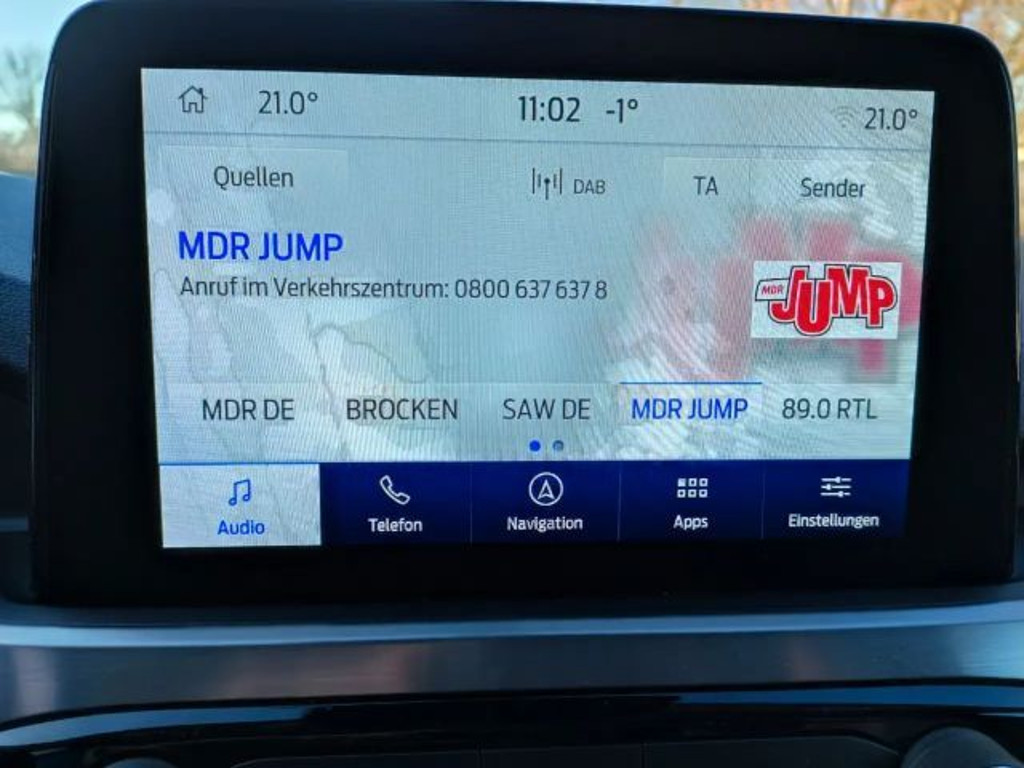 21.0° 11:02 -1° 21.0°
Quellen DAB TA Sender
MDR JUMP
Anruf im Verkehrszentrum: 0800 637 637 8
MDR JUMP
MDR DE BROCKEN SAW DE MDR JUMP 89.0 RTL
Audio Telefon Navigation Apps Einstellungen